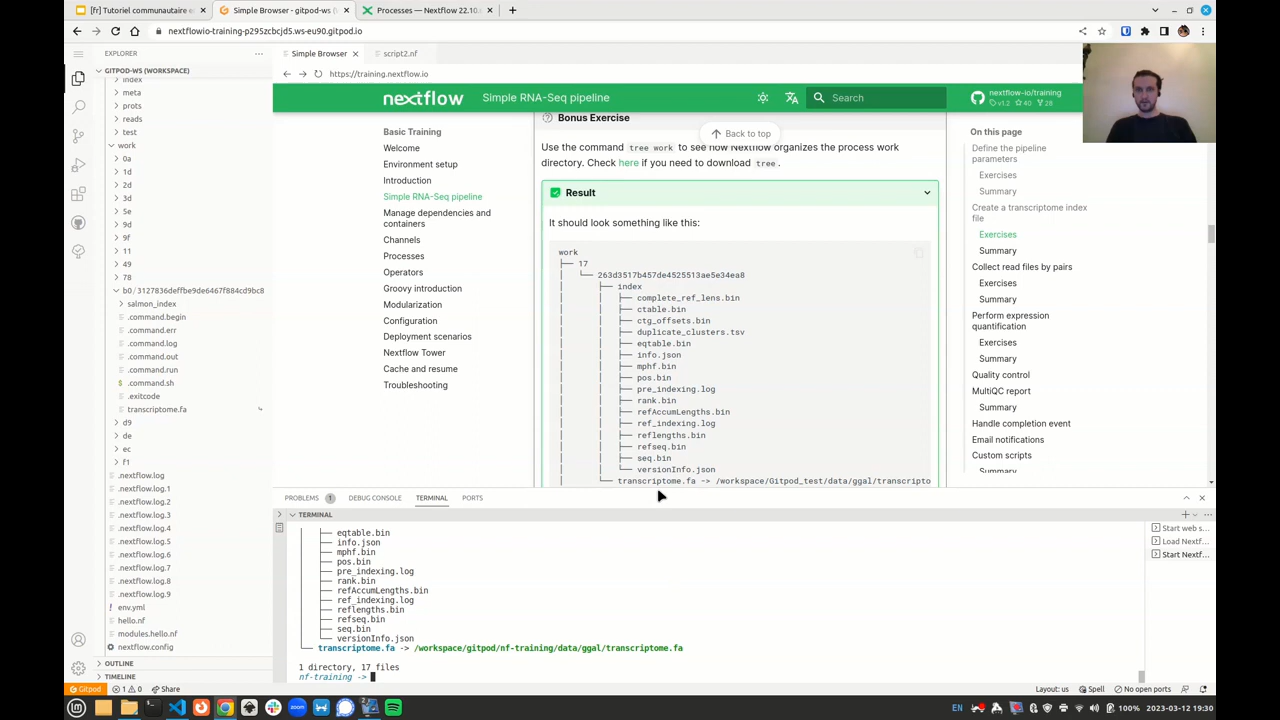 [fr] Tutoriel communautaire e
Simple Browser - gitpod-ws (
Processes — Nextflow 22.10.
nextflowio-training-p295zcbcjd5.ws-eu90.gitpod.io
EXPLORER
GITPOD-WS (WORKSPACE)
index
meta
prots
reads
test
work
0a
1d
2d
3d
5e
9d
9f
11
49
78
b0/3127836deffbe9de6467f884cd9bc8
salmon_index
.command.begin
.command.err
.command.log
.command.out
.command.run
.command.sh
.exitcode
transcriptome.fa
d9
de
ec
f1
.nextflow.log
.nextflow.log.1
.nextflow.log.2
.nextflow.log.3
.nextflow.log.4
.nextflow.log.5
.nextflow.log.6
.nextflow.log.7
.nextflow.log.8
.nextflow.log.9
env.yml
hello.nf
modules.hello.nf
nextflow.config
OUTLINE
TIMELINE
Simple Browser
script2.nf
https://training.nextflow.io
nextflow
Simple RNA-Seq pipeline
Search
nextflow-io/training
v1.2 40 28
Basic Training
Welcome
Environment setup
Introduction
Simple RNA-Seq pipeline
Manage dependencies and
containers
Channels
Processes
Operators
Groovy introduction
Modularization
Configuration
Deployment scenarios
Nextflow Tower
Cache and resume
Troubleshooting
Bonus Exercise
Back to top
Use the command tree work to see how Nextflow organizes the process work
directory. Check here if you need to download tree.
Result
It should look something like this:
work
├── 17
│ └── 263d3517b457de4525513ae5e34ea8
│ ├── index
│ │ ├── complete_ref_lens.bin
│ │ ├── ctable.bin
│ │ ├── ctg_offsets.bin
│ │ ├── duplicate_clusters.tsv
│ │ ├── eqtable.bin
│ │ ├── info.json
│ │ ├── mphf.bin
│ │ ├── pos.bin
│ │ ├── pre_indexing.log
│ │ ├── rank.bin
│ │ ├── refAccumLengths.bin
│ │ ├── ref_indexing.log
│ │ ├── reflengths.bin
│ │ ├── refseq.bin
│ │ ├── seq.bin
│ │ └── versionInfo.json
│ └── transcriptome.fa -> /workspace/Gitpod_test/data/ggal/transcripto
On this page
Define the pipeline
parameters
Exercises
Summary
Create a transcriptome index
file
Exercises
Summary
Collect read files by pairs
Exercises
Summary
Perform expression
quantification
Exercises
Summary
Quality control
MultiQC report
Summary
Handle completion event
Email notifications
Custom scripts
Summary
PROBLEMS 1
DEBUG CONSOLE
TERMINAL
PORTS
TERMINAL
│ ├── eqtable.bin
│ ├── info.json
│ ├── mphf.bin
│ ├── pos.bin
│ ├── pre_indexing.log
│ ├── rank.bin
│ ├── refAccumLengths.bin
│ ├── ref_indexing.log
│ ├── reflengths.bin
│ ├── refseq.bin
│ ├── seq.bin
│ └── versionInfo.json
└── transcriptome.fa -> /workspace/gitpod/nf-training/data/ggal/transcriptome.fa
1 directory, 17 files
nf-training ->
Start web s...
Load Nextf...
Start Nextf...
Gitpod
1 0
Share
Layout: us
Spell
No open ports
EN
100%
2023-03-12 19:30